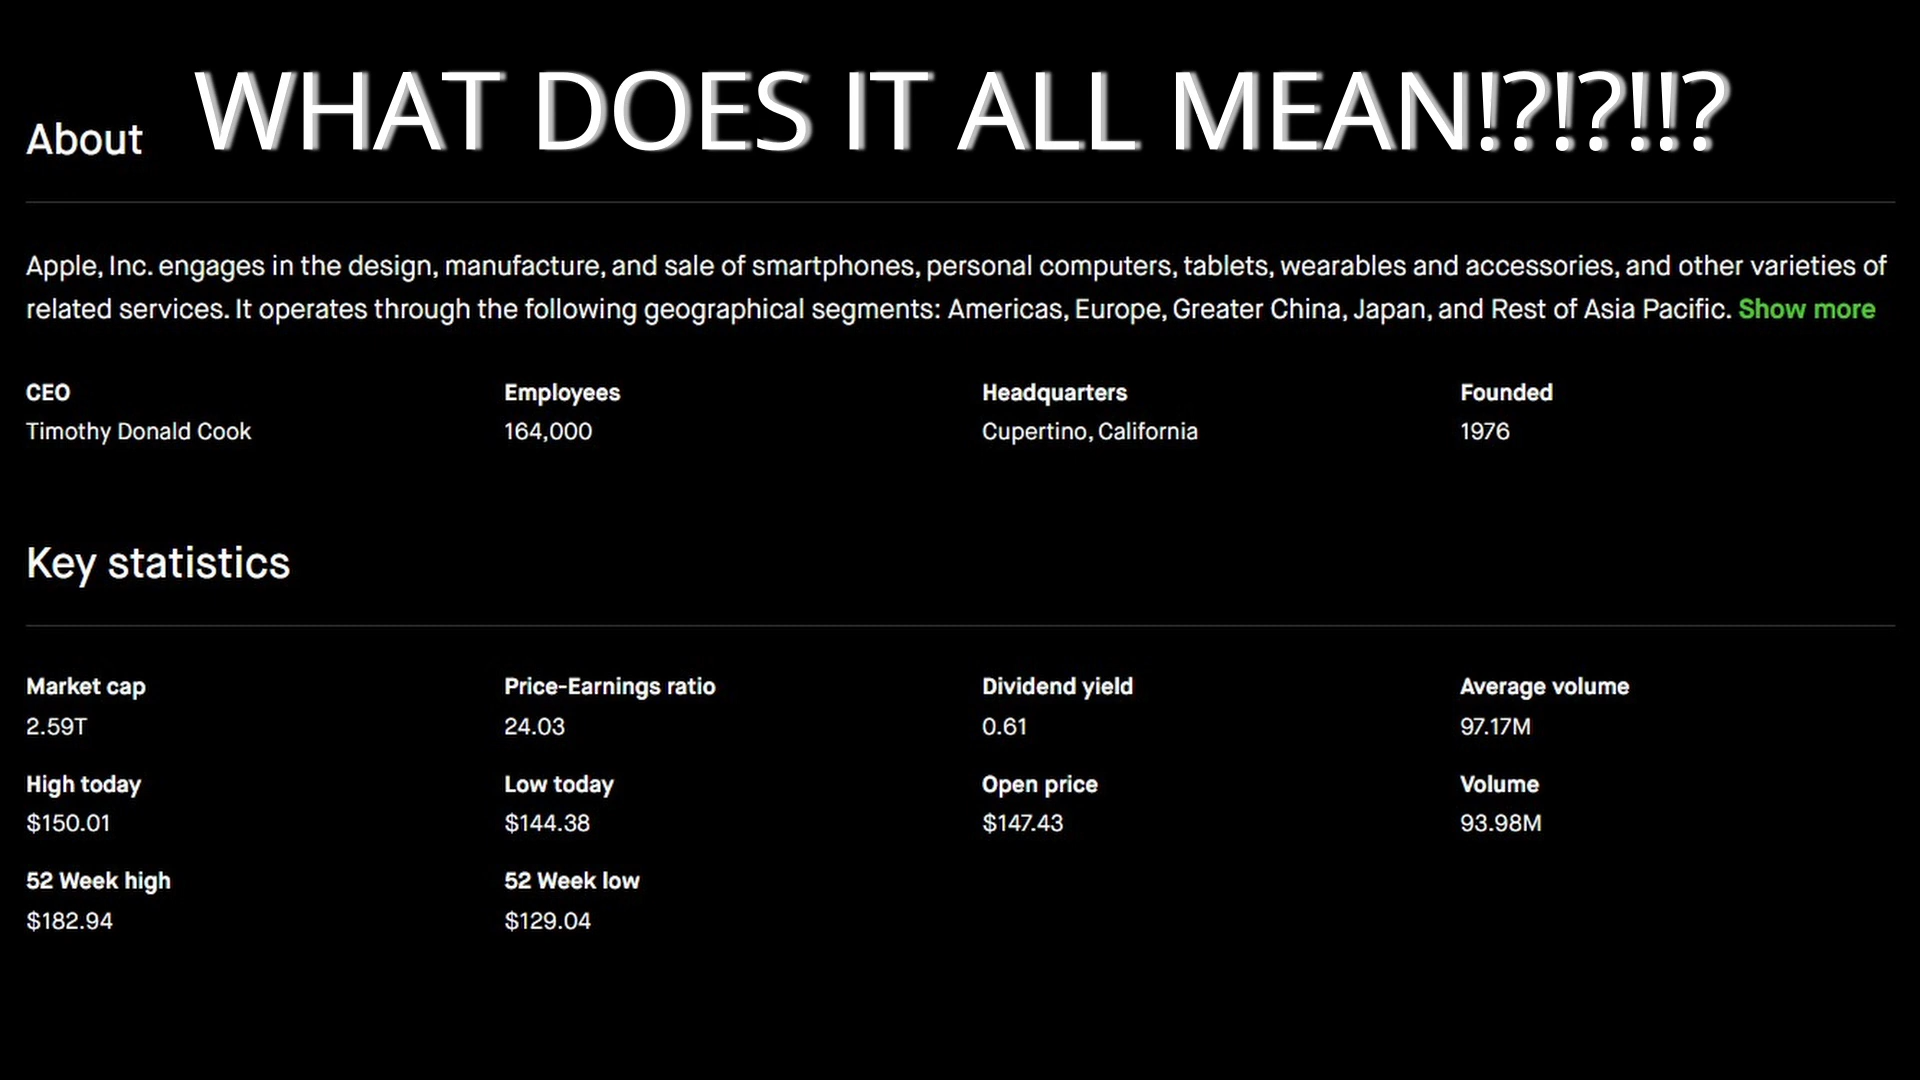 WHAT DOES IT ALL MEAN!?!?!!?
About
Apple, Inc. engages in the design, manufacture, and sale of smartphones, personal computers, tablets, wearables and accessories, and other varieties of
related services. It operates through the following geographical segments: Americas, Europe, Greater China, Japan, and Rest of Asia Pacific. Show more
CEO Employees Headquarters Founded
Timothy Donald Cook 164,000 Cupertino, California 1976
Key statistics
Market cap Price-Earnings ratio Dividend yield Average volume
2.59T 24.03 0.61 97.17M
High today Low today Open price Volume
$150.01 $144.38 $147.43 93.98M
52 Week high 52 Week low
$182.94 $129.04